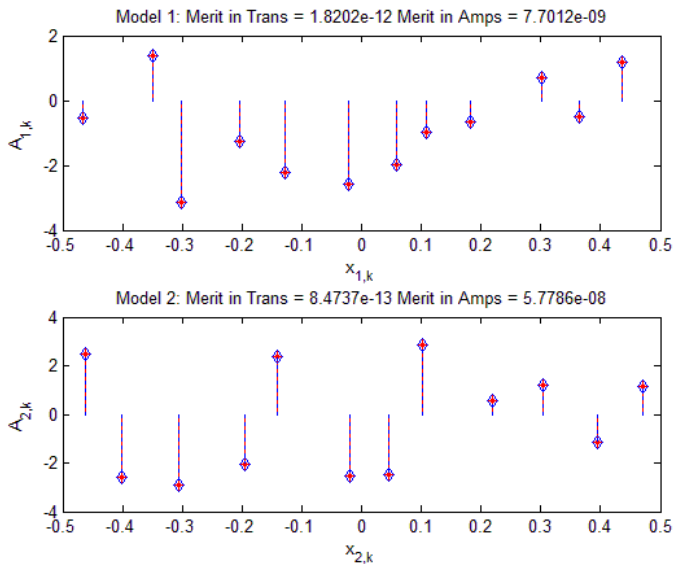 Model 1: Merit in Trans = 1.8202e-12 Merit in Amps = 7.7012e-09
2
0
-2
-4
A1,k
-0.5 -0.4 -0.3 -0.2 -0.1 0 0.1 0.2 0.3 0.4 0.5
x1,k
Model 2: Merit in Trans = 8.4737e-13 Merit in Amps = 5.7786e-08
4
2
0
-2
-4
A2,k
-0.5 -0.4 -0.3 -0.2 -0.1 0 0.1 0.2 0.3 0.4 0.5
x2,k